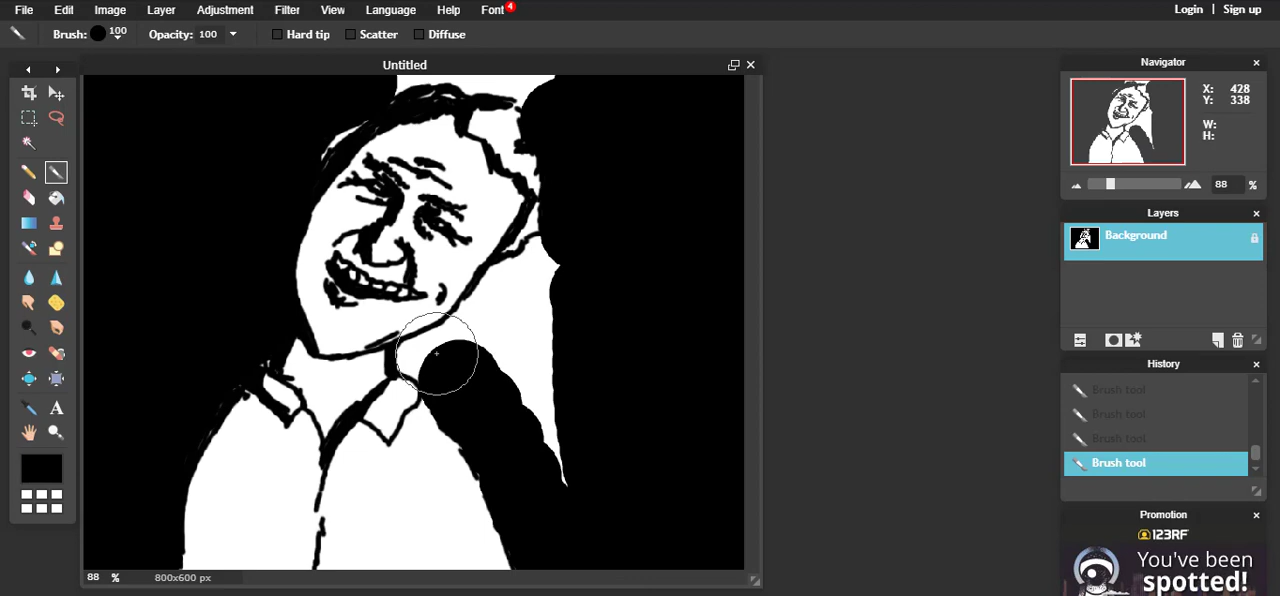 File Edit Image Layer Adjustment Filter View Language Help Font 4 Login | Sign up
Brush: 100 Opacity: 100 Hard tip Scatter Diffuse
Untitled
Navigator
X: 428
Y: 338
W:
H:
88 %
Layers
Background
History
Brush tool
Brush tool
Brush tool
Brush tool
A
88 % 800x600 px
Promotion
123RF
You've been
spotted!